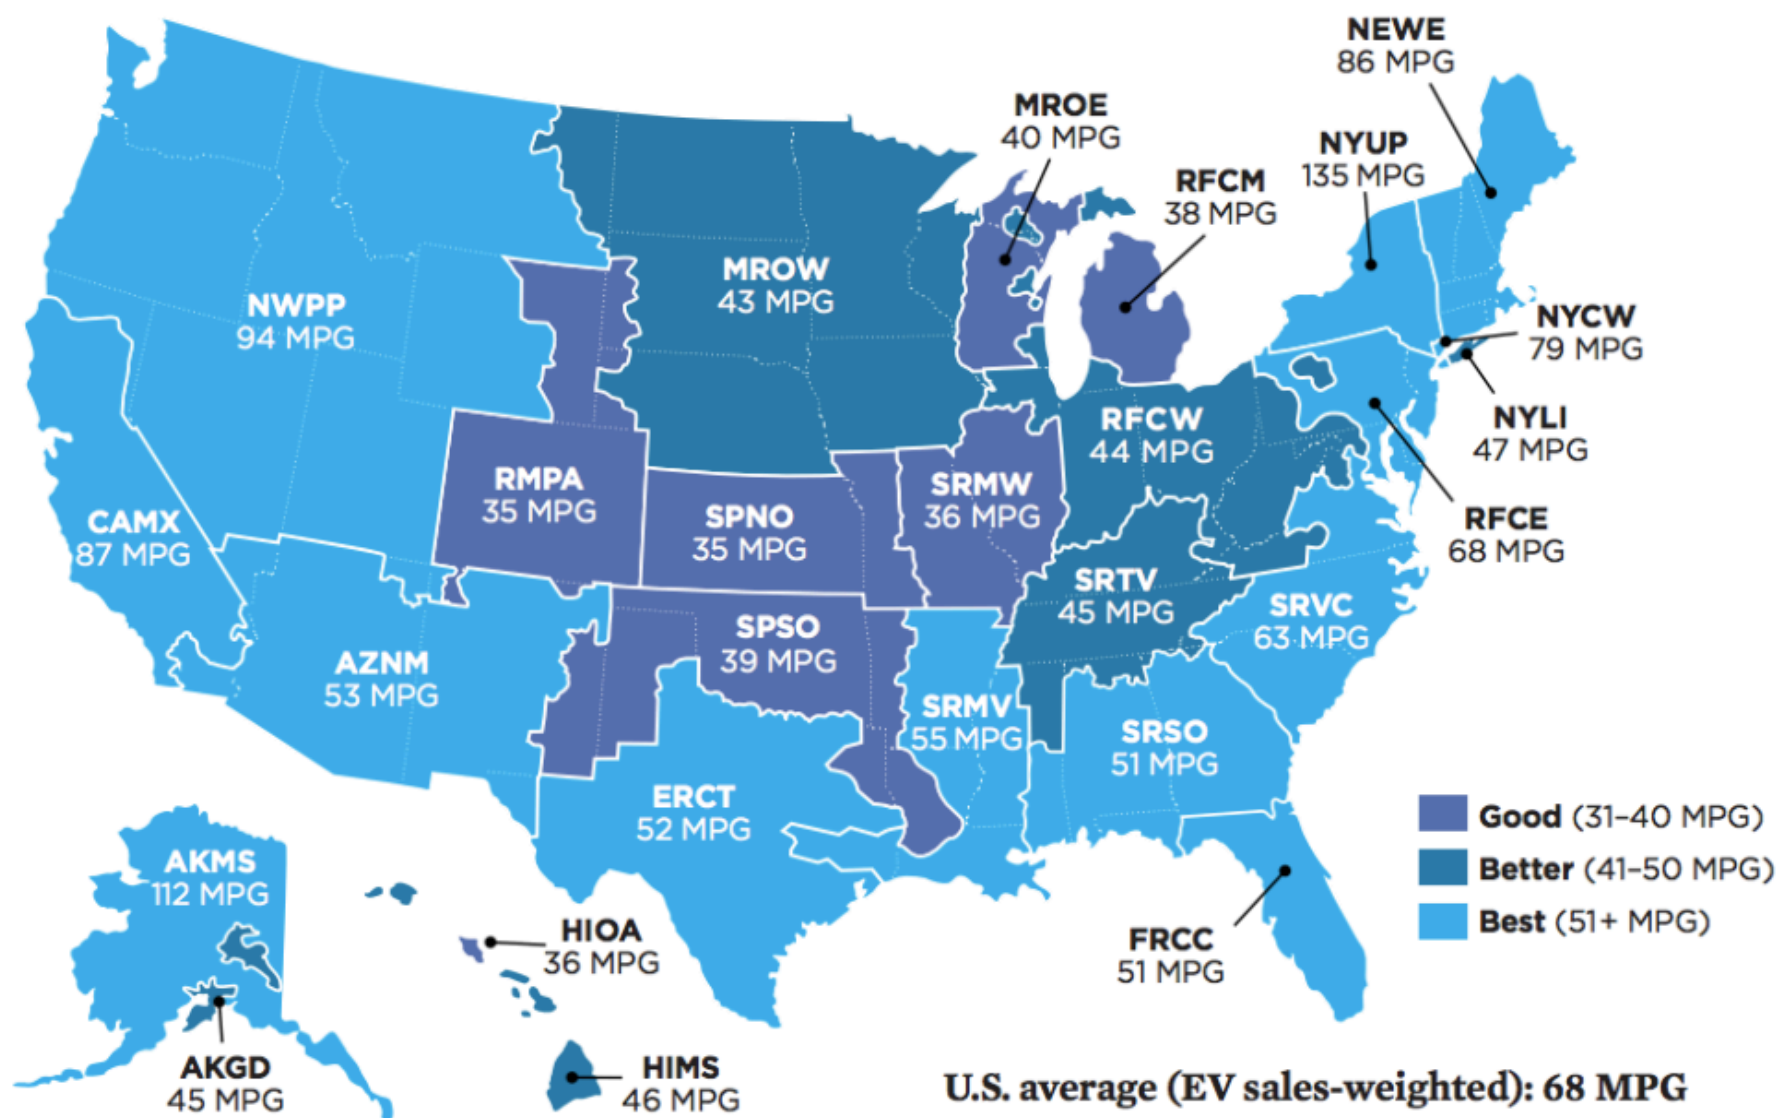 NEWE
86 MPG
MROE
40 MPG
NYUP
135 MPG
RFCM
38 MPG
MROW
43 MPG
NWPP
94 MPG
NYCW
79 MPG
NYLI
47 MPG
RFCW
44 MPG
RMPA
35 MPG
SRMW
36 MPG
SPNO
35 MPG
CAMX
87 MPG
RFCE
68 MPG
SRTV
45 MPG
SRVC
63 MPG
SPSO
39 MPG
AZNM
53 MPG
SRMV
55 MPG
SRSO
51 MPG
ERCT
52 MPG
Good (31–40 MPG)
Better (41–50 MPG)
Best (51+ MPG)
AKMS
112 MPG
HIOA
36 MPG
FRCC
51 MPG
AKGD
45 MPG
HIMS
46 MPG
U.S. average (EV sales-weighted): 68 MPG